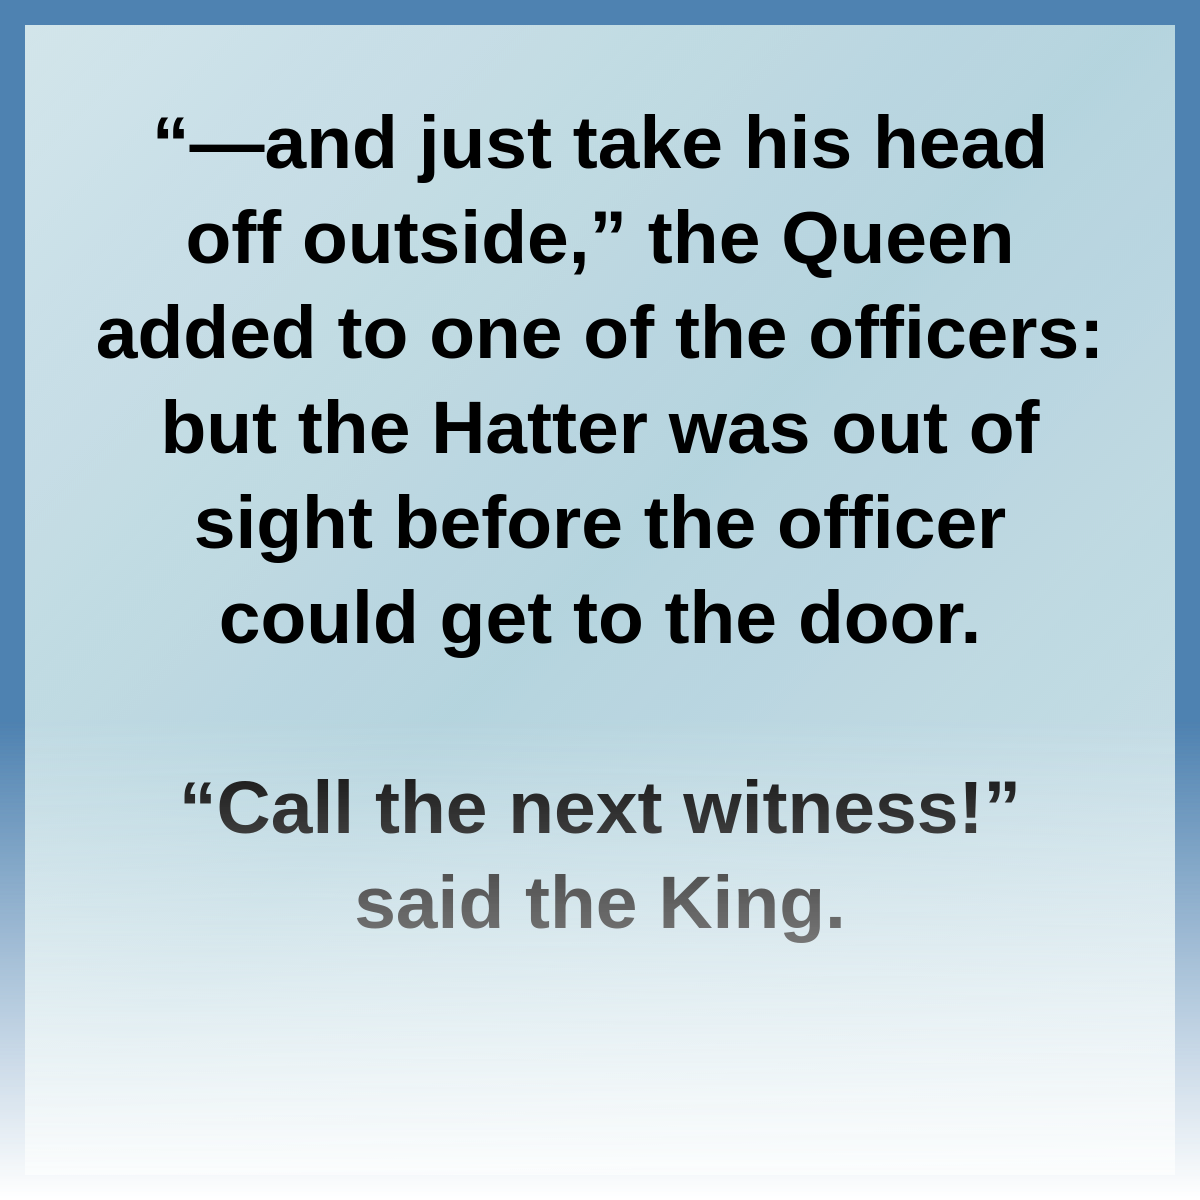 “—and just take his head
off outside,” the Queen
added to one of the officers:
but the Hatter was out of
sight before the officer
could get to the door.
“Call the next witness!”
said the King.